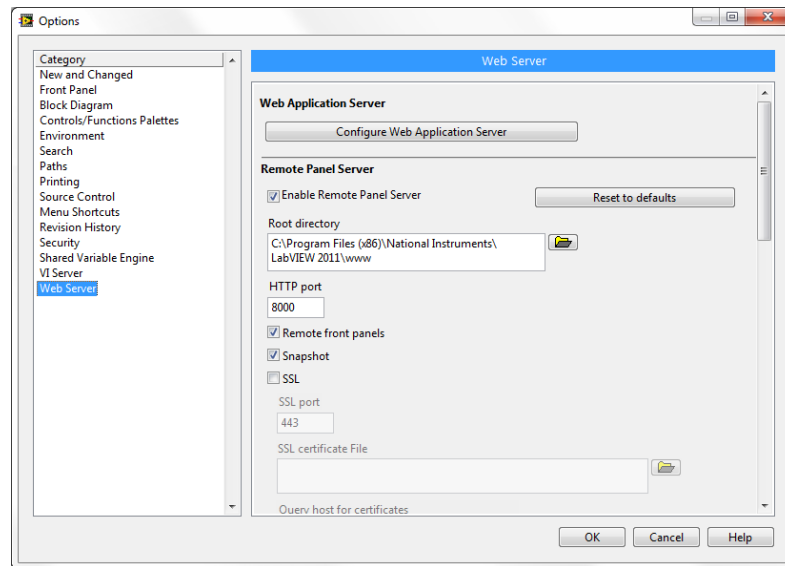 Options
Category
New and Changed
Front Panel
Block Diagram
Controls/Functions Palettes
Environment
Search
Paths
Printing
Source Control
Menu Shortcuts
Revision History
Security
Shared Variable Engine
VI Server
Web Server
Web Server
Web Application Server
Configure Web Application Server
Remote Panel Server
Enable Remote Panel Server
Reset to defaults
Root directory
C:\Program Files (x86)\National Instruments\
LabVIEW 2011\www
HTTP port
8000
Remote front panels
Snapshot
SSL
SSL port
443
SSL certificate File
Query host for certificates
OK
Cancel
Help